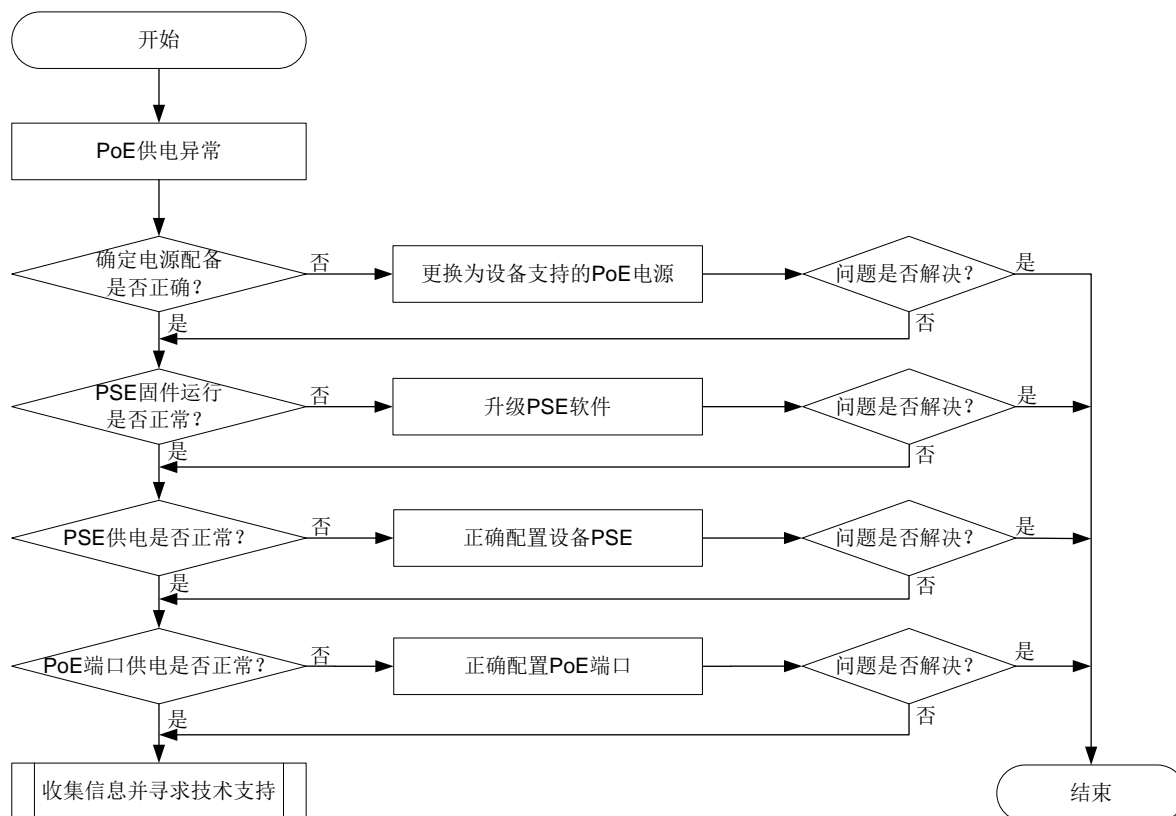 开始
PoE供电异常
确定电源配备
是否正确？
否
更换为设备支持的PoE电源
问题是否解决？
是
是
否
PSE固件运行
是否正常？
否
升级PSE软件
问题是否解决？
是
是
否
PSE供电是否正常？
否
正确配置设备PSE
问题是否解决？
是
是
否
PoE端口供电是否正常？
否
正确配置PoE端口
问题是否解决？
是
是
否
收集信息并寻求技术支持
结束